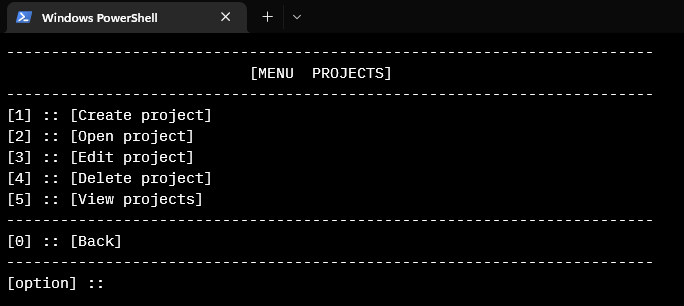 Windows PowerShell
------------------------------------------------------------------------
[MENU  PROJECTS]
------------------------------------------------------------------------
[1] :: [Create project]
[2] :: [Open project]
[3] :: [Edit project]
[4] :: [Delete project]
[5] :: [View projects]
------------------------------------------------------------------------
[0] :: [Back]
------------------------------------------------------------------------
[option] ::